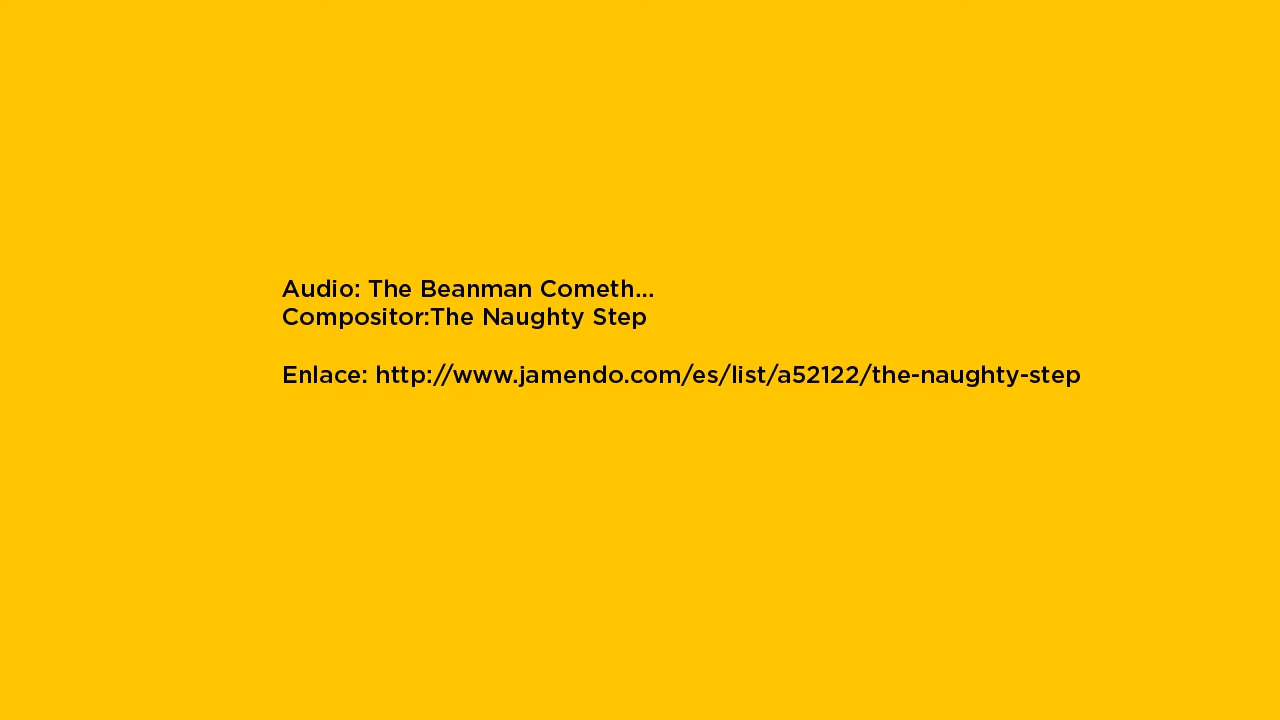 Audio: The Beanman Cometh...
Compositor:The Naughty Step
Enlace: http://www.jamendo.com/es/list/a52122/the-naughty-step